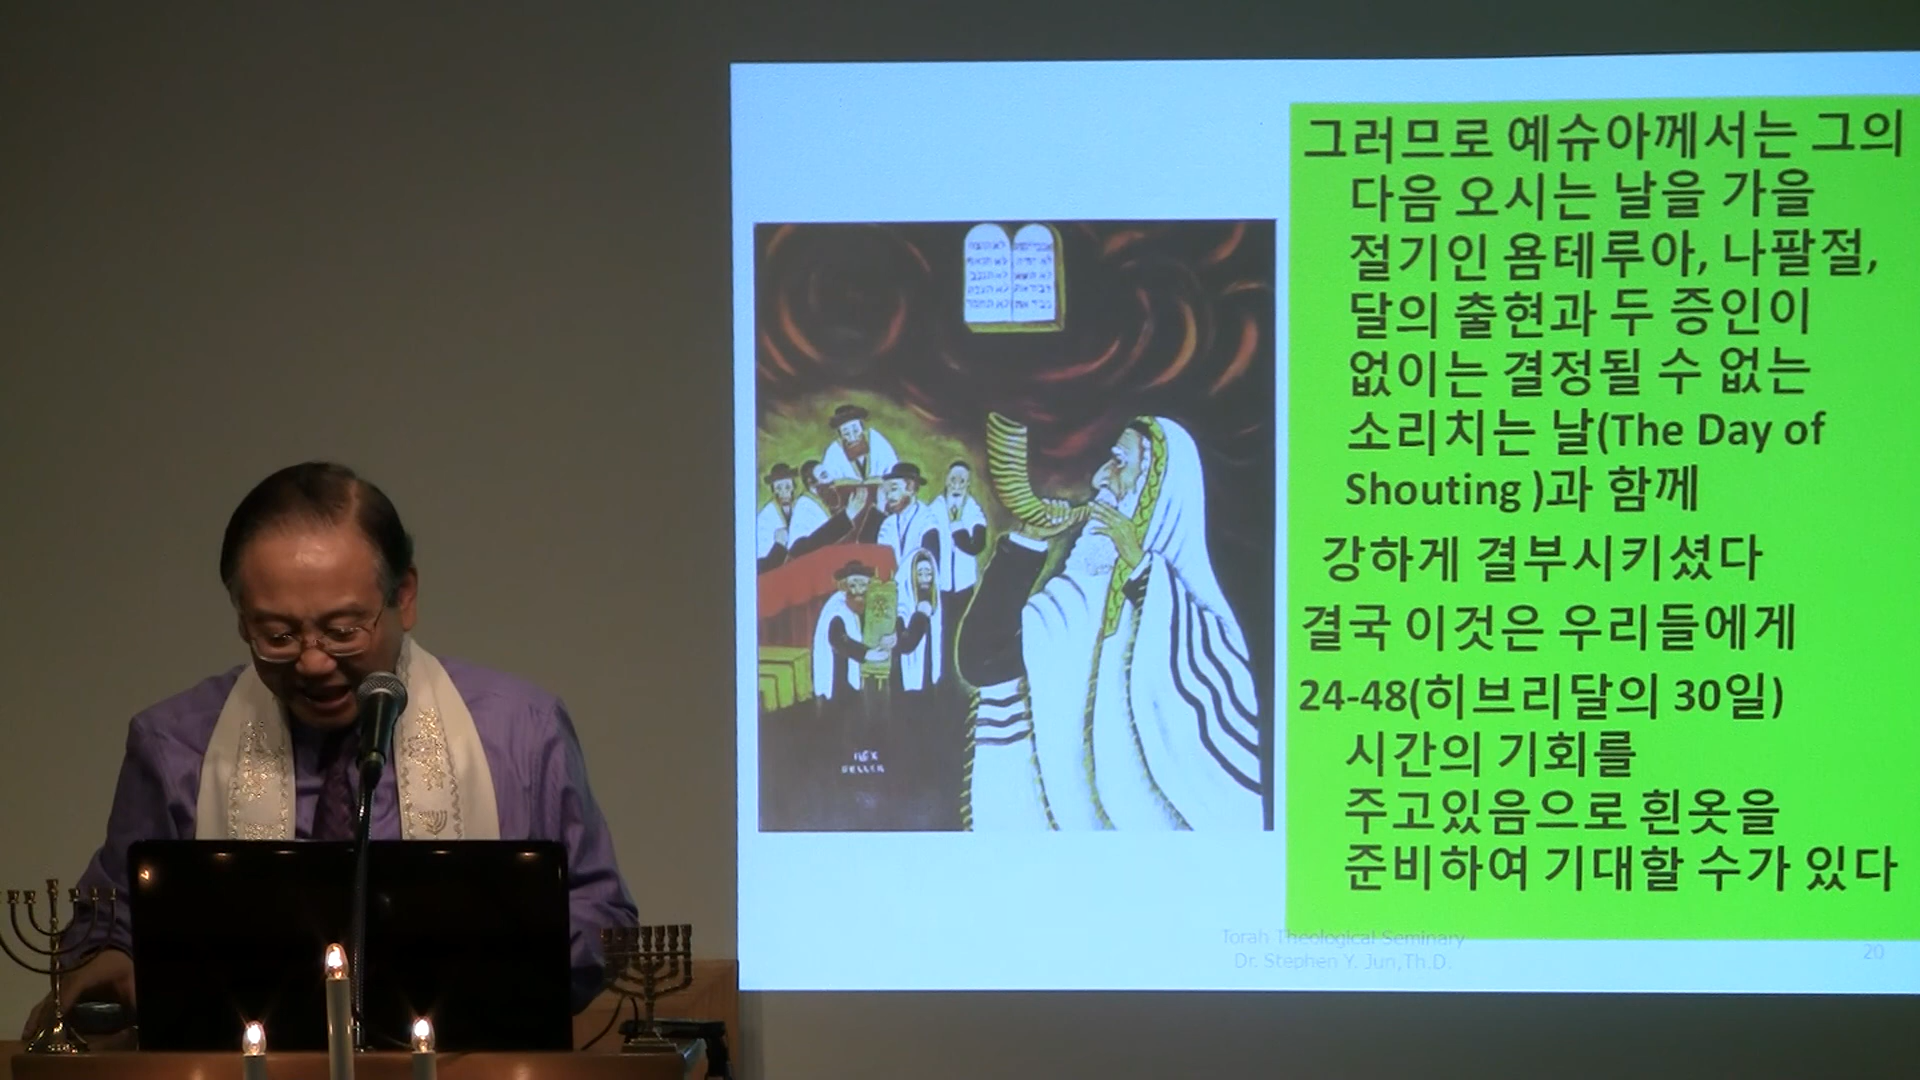 그러므로 예슈아께서는 그의
다음 오시는 날을 가을
절기인 욤테루아, 나팔절,
달의 출현과 두 증인이
없이는 결정될 수 없는
소리치는 날(The Day of
Shouting )과 함께
강하게 결부시키셨다
결국 이것은 우리들에게
24-48(히브리달의 30일)
시간의 기회를
주고있음으로 흰옷을
준비하여 기대할 수가 있다
Torah Theological Seminary
Dr. Stephen Y. Jun,Th.D.
20